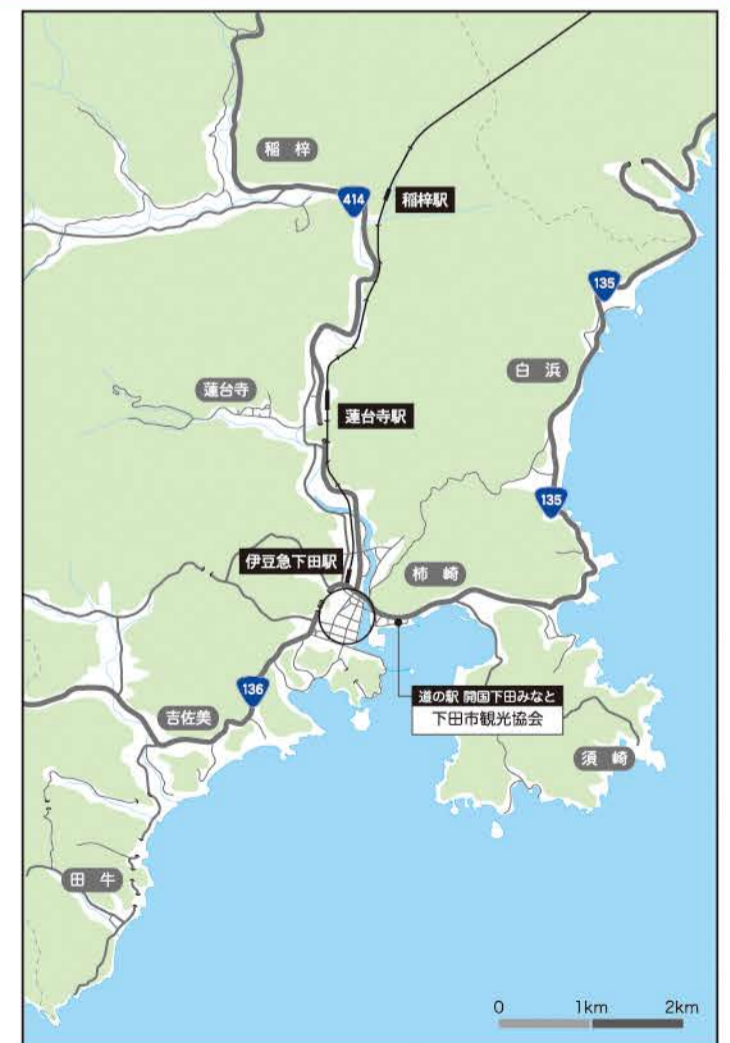 稲梓
414
稲梓駅
135
白浜
蓮台寺
蓮台寺駅
135
伊豆急下田駅
柿崎
136
道の駅 開国下田みなと
下田市観光協会
吉佐美
須崎
田牛
0 1km 2km